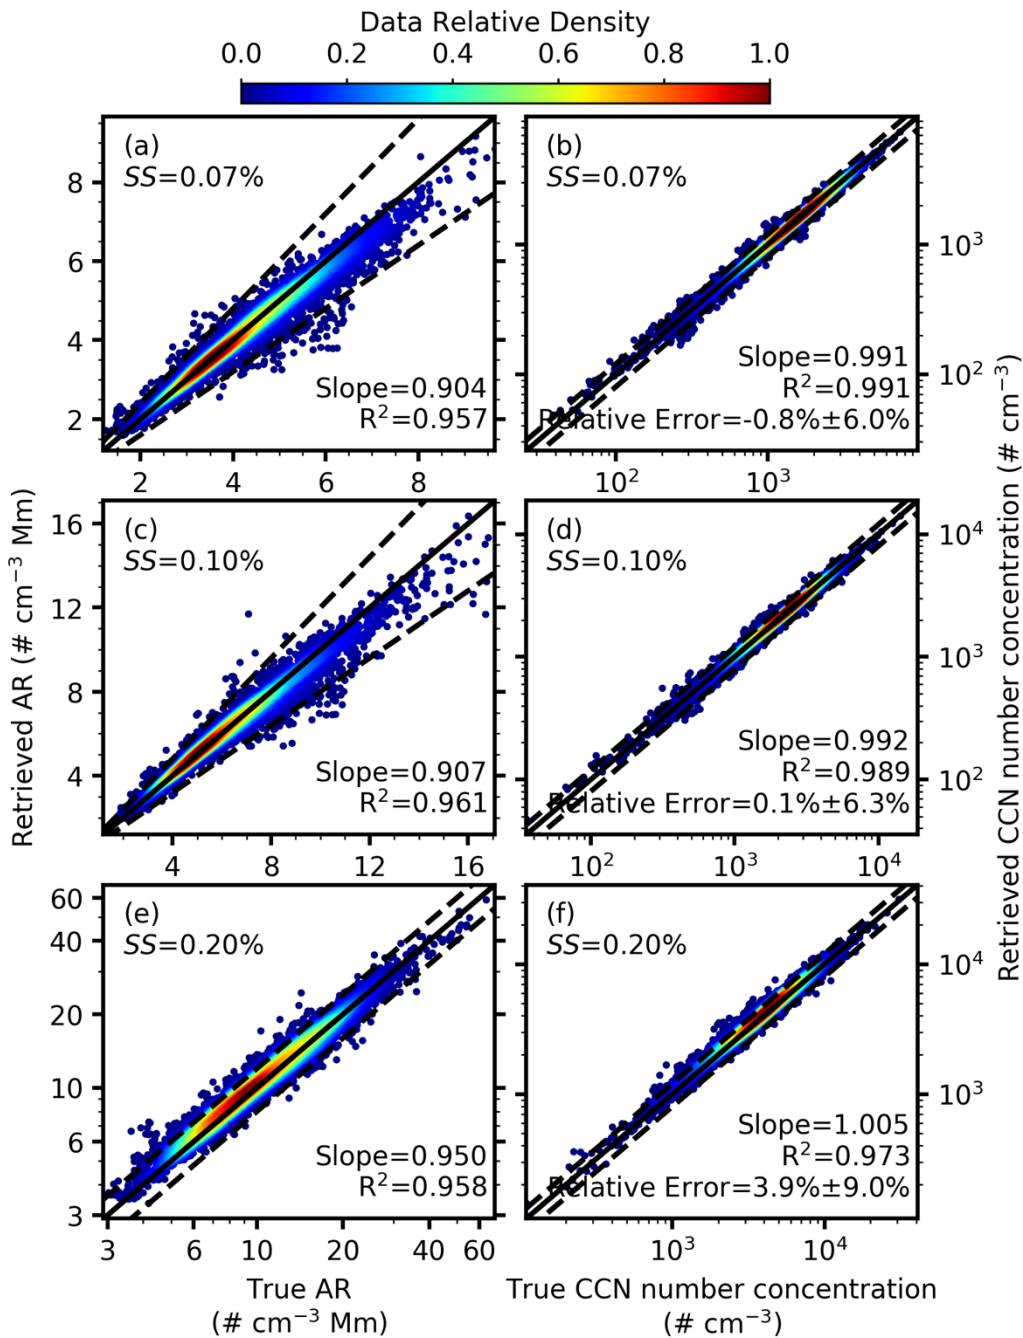 Data Relative Density
0.0 0.2 0.4 0.6 0.8 1.0
(a)
SS=0.07%
8
6
4
2
Slope=0.904
R²=0.957
2 4 6 8
(b)
SS=0.07%
10³
10²
Slope=0.991
R²=0.991
Relative Error=-0.8%±6.0%
10² 10³
(c)
SS=0.10%
16
12
8
4
Slope=0.907
R²=0.961
4 8 12 16
(d)
SS=0.10%
10⁴
10³
10²
Slope=0.992
R²=0.989
Relative Error=0.1%±6.3%
10² 10³ 10⁴
(e)
SS=0.20%
60
40
20
10
6
3
Slope=0.950
R²=0.958
3 6 10 20 40 60
(f)
SS=0.20%
10⁴
10³
Slope=1.005
R²=0.973
Relative Error=3.9%±9.0%
10³ 10⁴
Retrieved AR (# cm⁻³ Mm)
Retrieved CCN number concentration (# cm⁻³)
True AR
(# cm⁻³ Mm)
True CCN number concentration
(# cm⁻³)